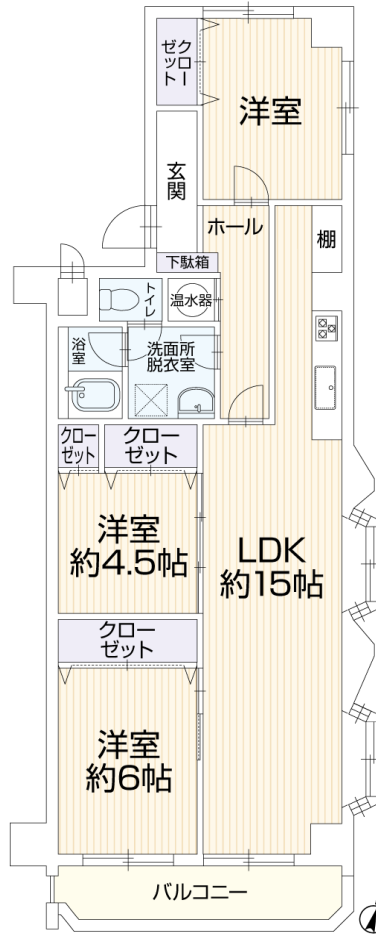 クロー
ゼット
洋室
玄関
ホール
棚
下駄箱
トイレ
温水器
浴室
洗面所
脱衣室
クロー
ゼット
クロー
ゼット
洋室
約4.5帖
LDK
約15帖
クロー
ゼット
洋室
約6帖
バルコニー